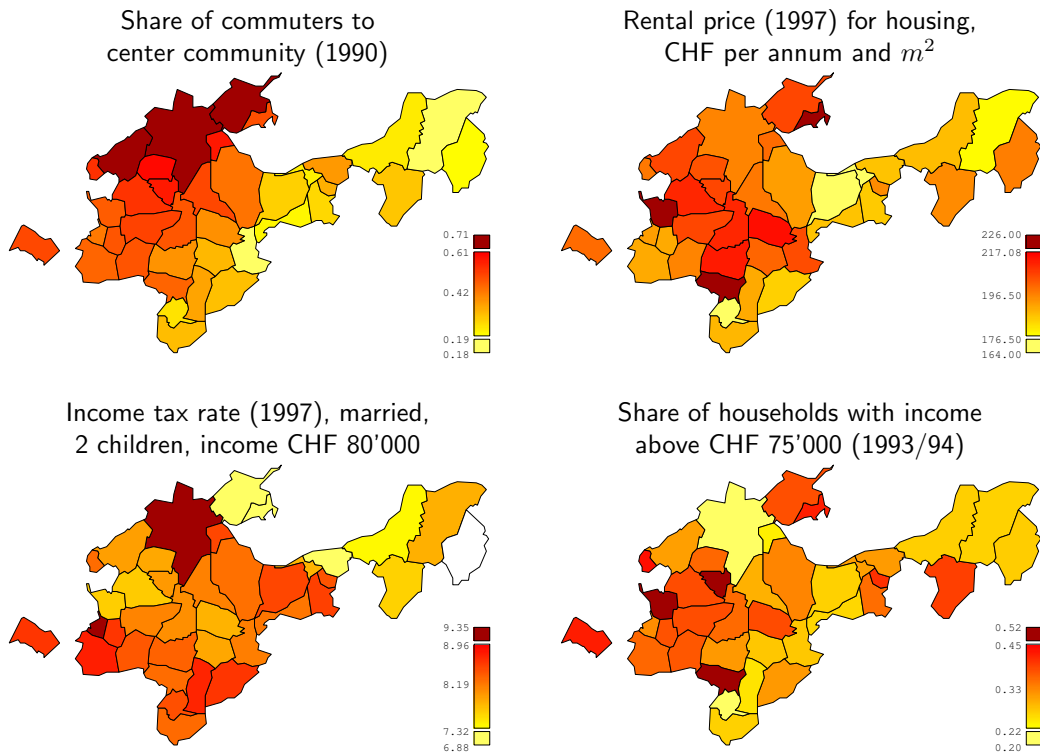 Share of commuters to
center community (1990)
0.71
0.61
0.42
0.19
0.18
Rental price (1997) for housing,
CHF per annum and m²
226.00
217.08
196.50
176.50
164.00
Income tax rate (1997), married,
2 children, income CHF 80'000
9.35
8.96
8.19
7.32
6.88
Share of households with income
above CHF 75'000 (1993/94)
0.52
0.45
0.33
0.22
0.20